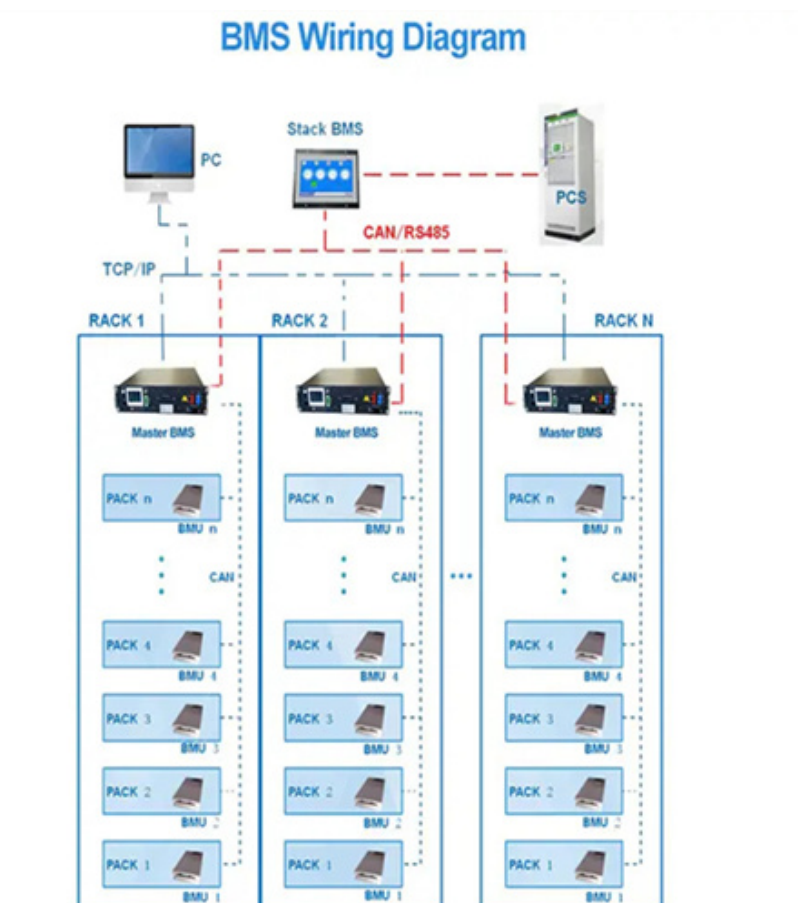 BMS Wiring Diagram
Stack BMS
PC
PCS
CAN/RS485
TCP/IP
RACK 1
RACK 2
RACK N
Master BMS
Master BMS
Master BMS
PACK n
PACK n
PACK n
BMU n
BMU n
BMU n
CAN
CAN
...
CAN
PACK 4
PACK 4
PACK 4
BMU 4
BMU 4
BMU 4
PACK 3
PACK 3
PACK 3
BMU 3
BMU 3
BMU 3
PACK 2
PACK 2
PACK 2
BMU 2
BMU 2
BMU 2
PACK 1
PACK 1
PACK 1
BMU 1
BMU 1
BMU 1